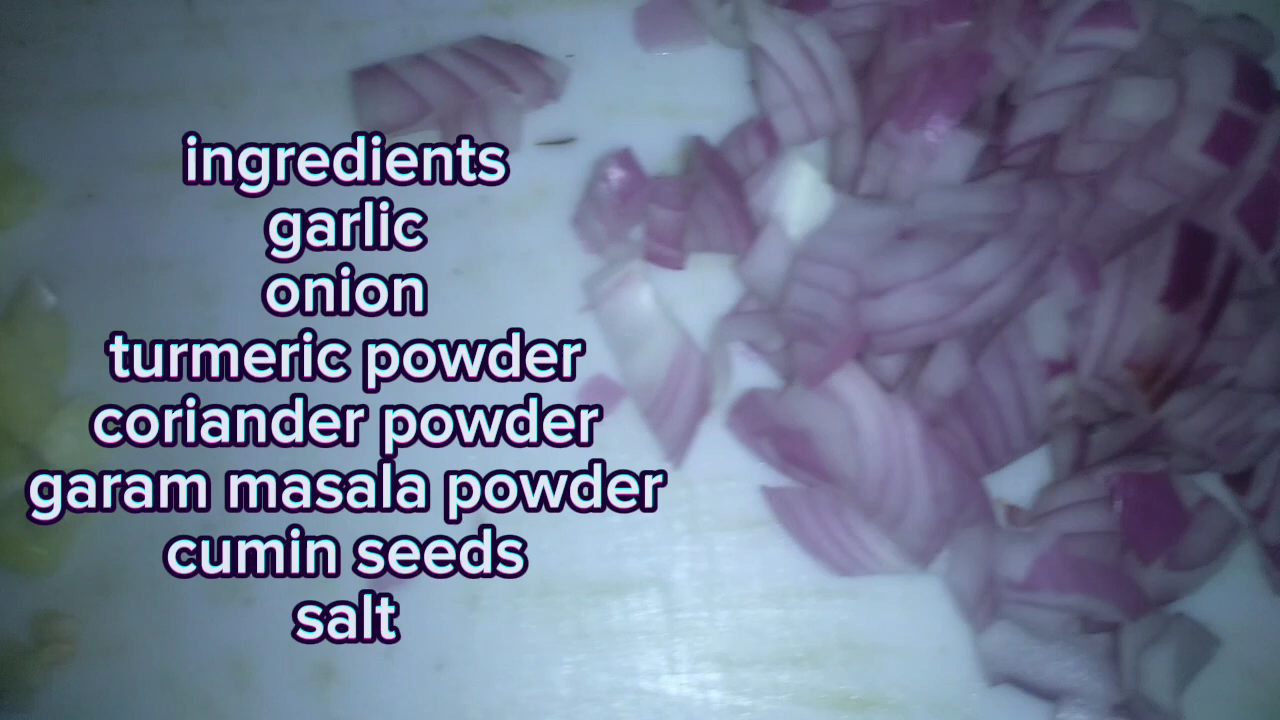 ingredients
garlic
onion
turmeric powder
coriander powder
garam masala powder
cumin seeds
salt